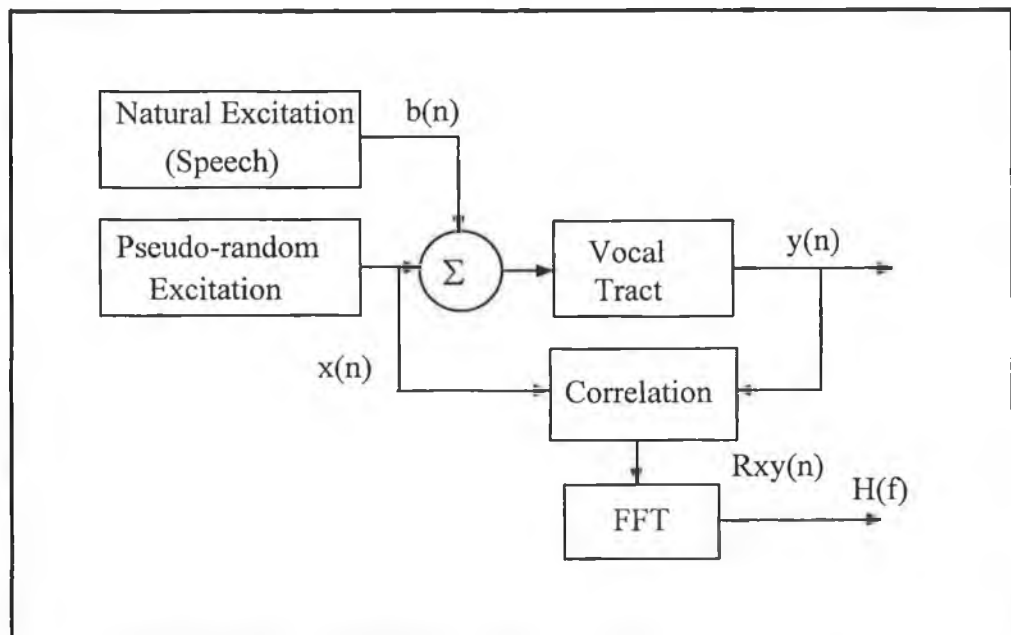 Natural Excitation
(Speech)
b(n)
Pseudo-random
Excitation
Σ
Vocal
Tract
y(n)
x(n)
Correlation
Rxy(n)
H(f)
FFT